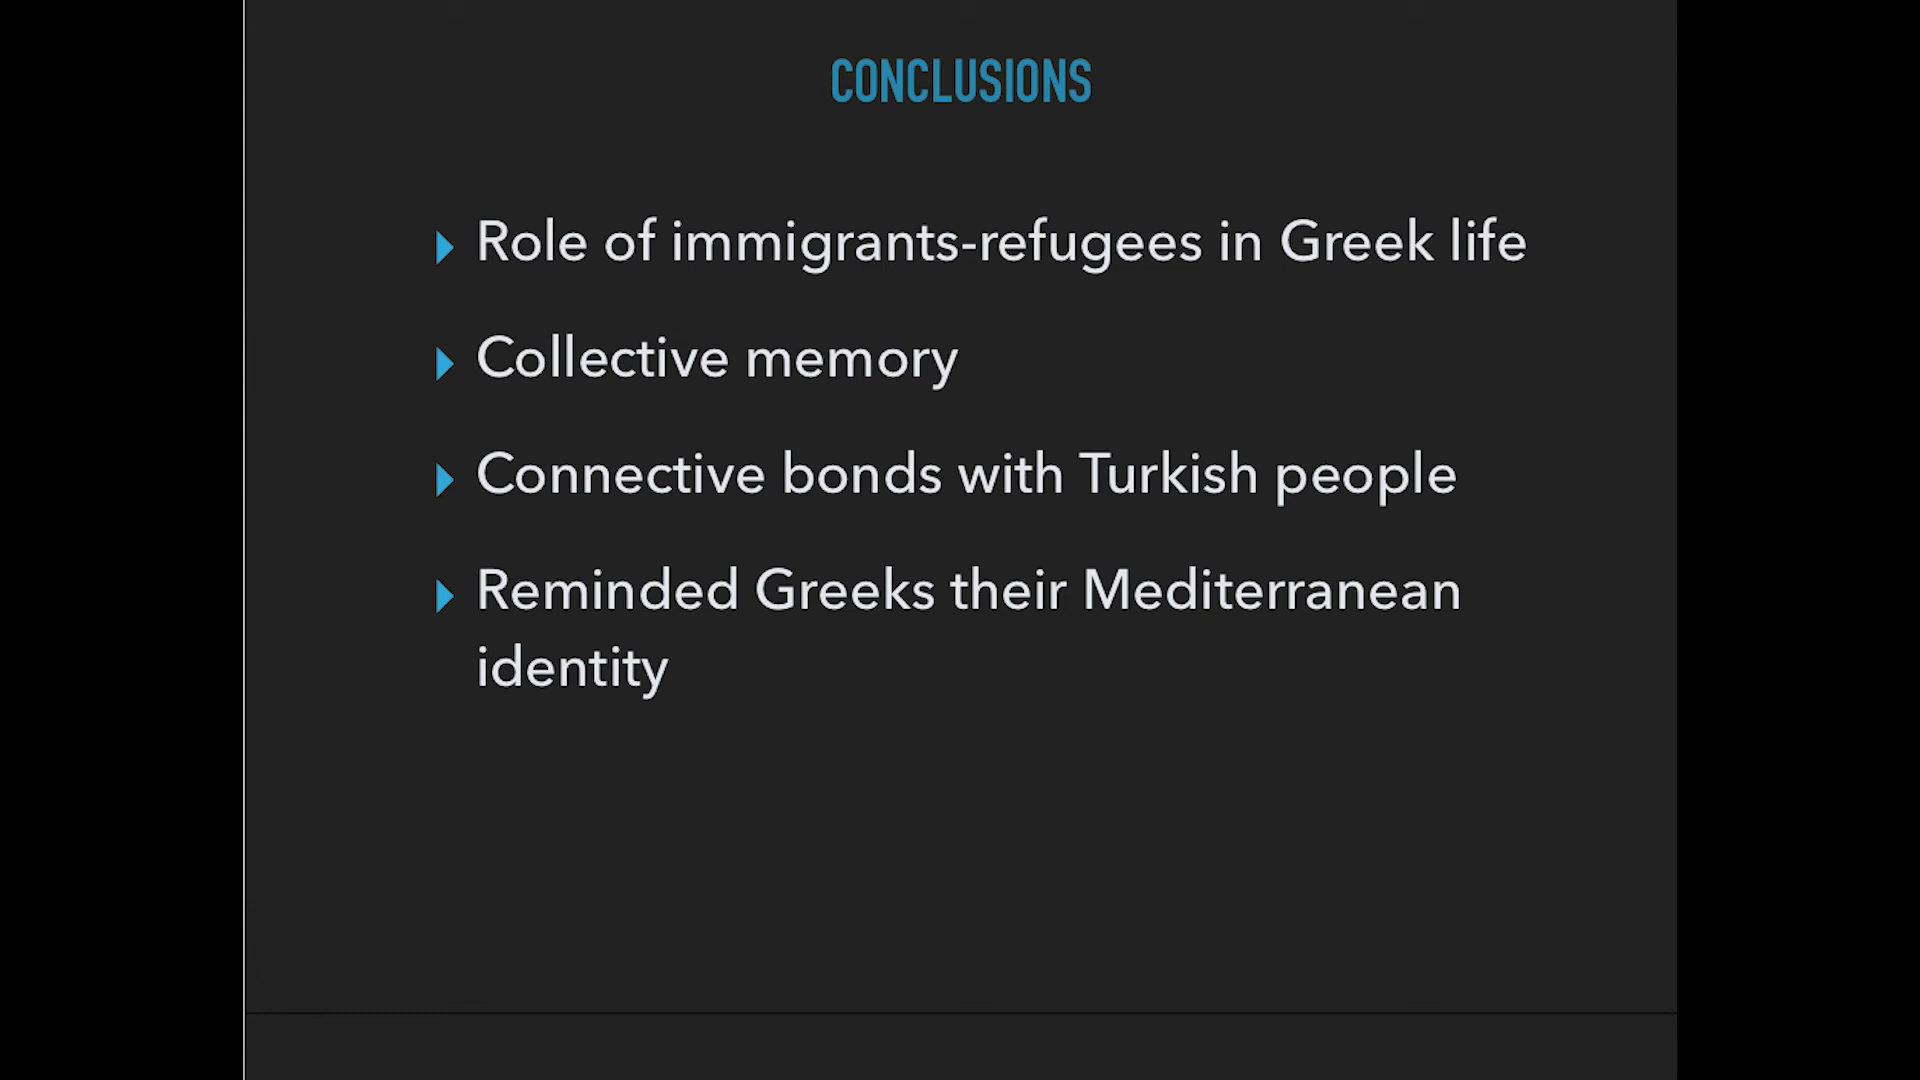 CONCLUSIONS
Role of immigrants-refugees in Greek life
Collective memory
Connective bonds with Turkish people
Reminded Greeks their Mediterranean
identity